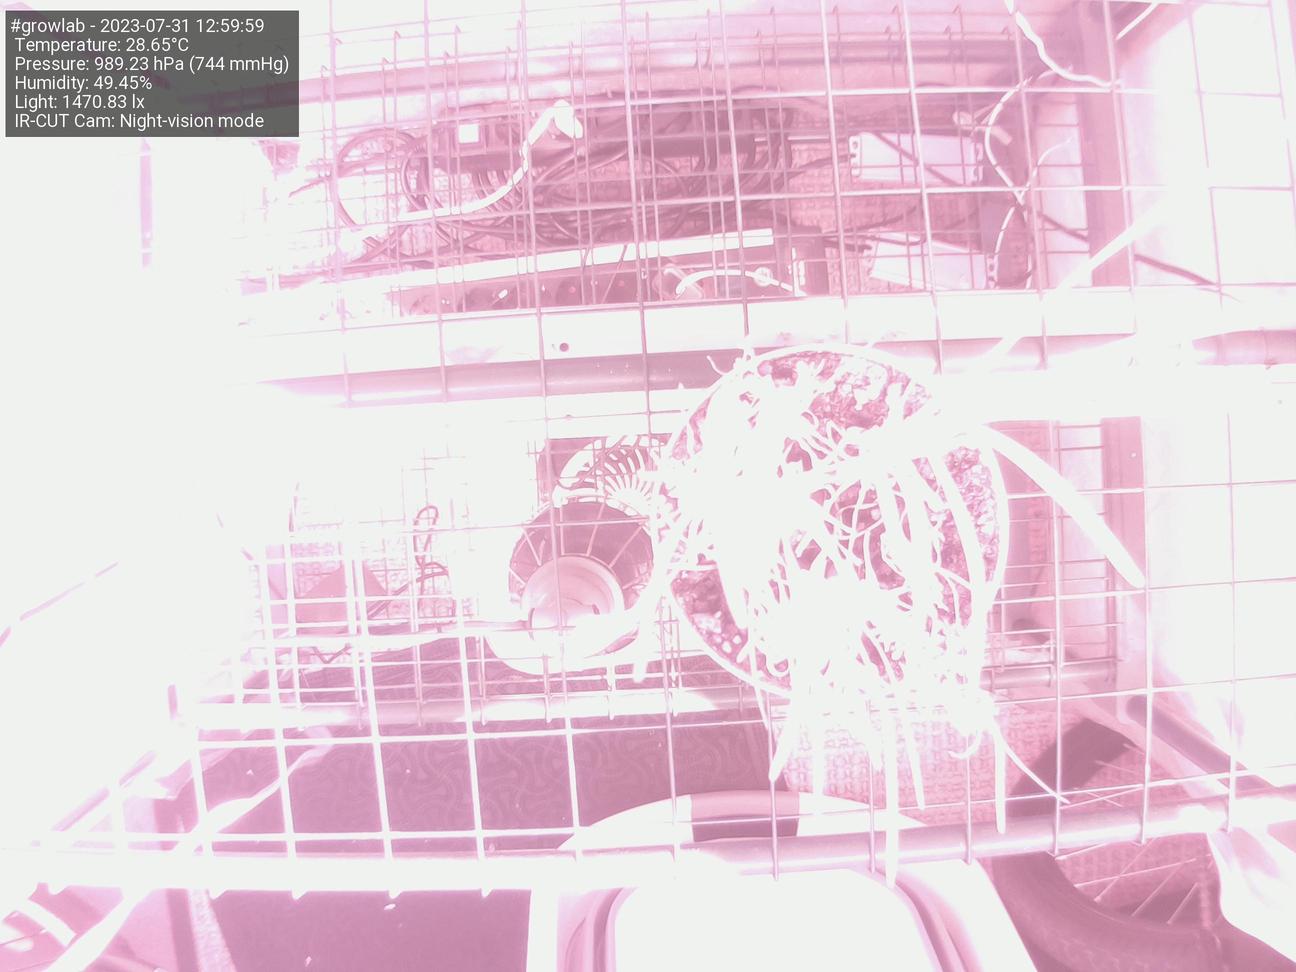 #growlab - 2023-07-31 12:59:59
Temperature: 28.65°C
Pressure: 989.23 hPa (744 mmHg)
Humidity: 49.45%
Light: 1470.83 lx
IR-CUT Cam: Night-vision mode